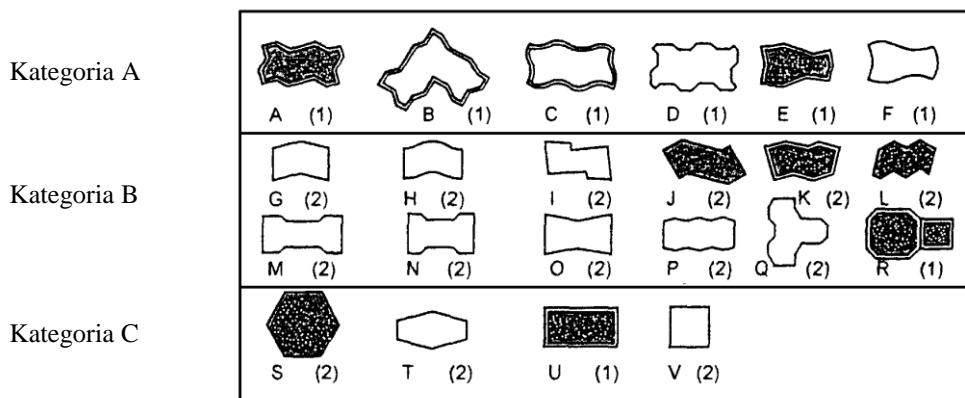 Kategoria A
A (1) B (1) C (1) D (1) E (1) F (1)
Kategoria B
G (2) H (2) I (2) J (2) K (2) L (2)
M (2) N (2) O (2) P (2) Q (2) R (1)
Kategoria C
S (2) T (2) U (1) V (2)